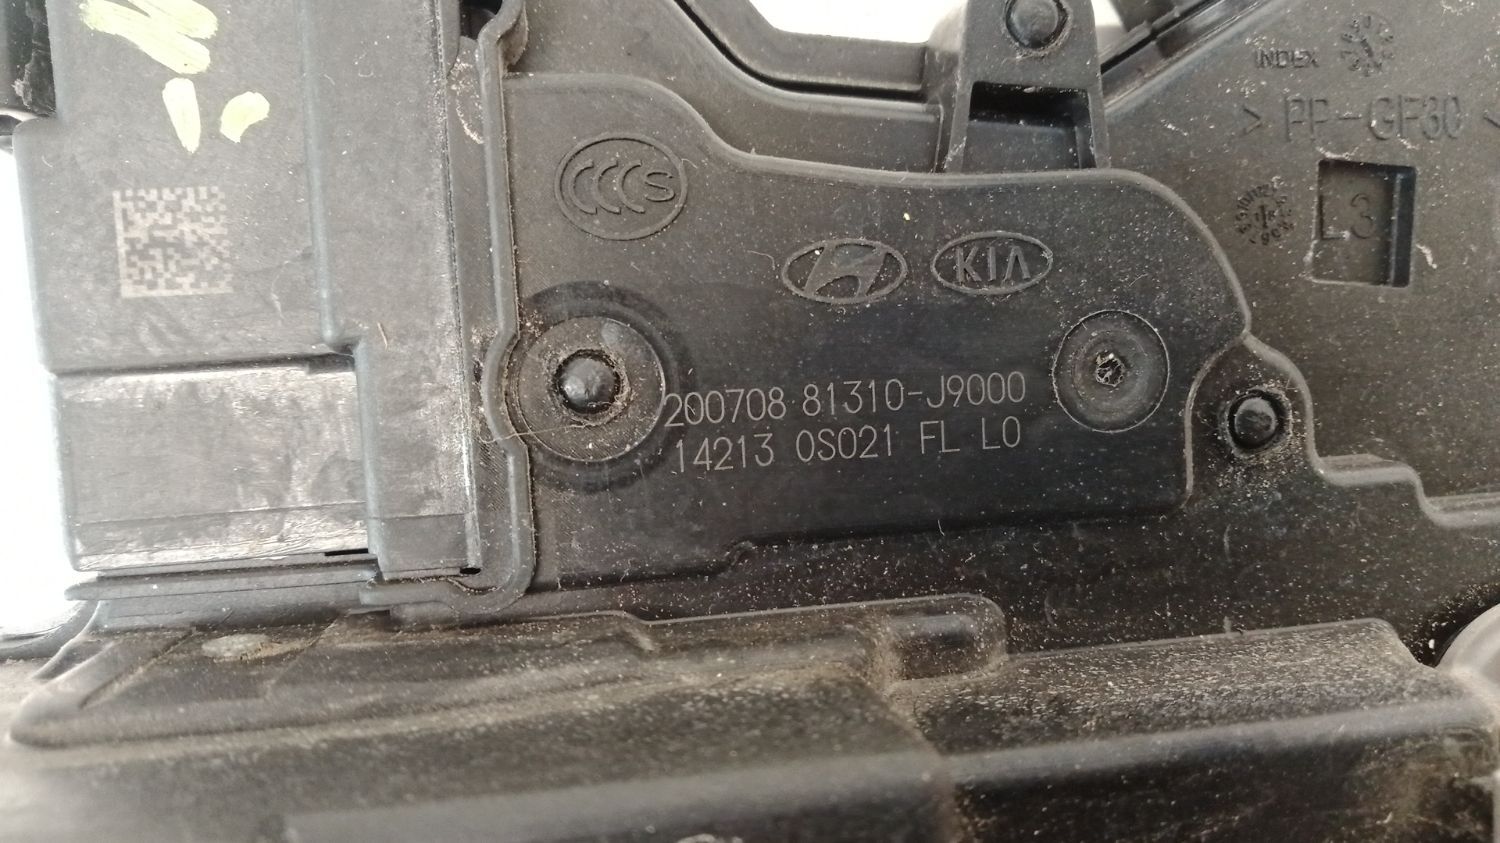 INDEX
> PP-GF30 <
CCCS
L3
KIA
200708 81310-J9000
14213 0S021 FL L0